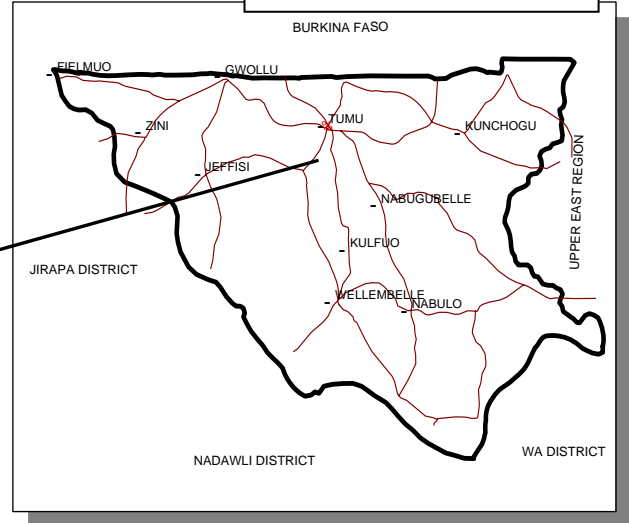 BURKINA FASO
FIELMUO
GWOLLU
TUMU
ZINI
KUNCHOGU
JEFFISI
UPPER EAST REGION
NABUGUBELLE
KULFUO
JIRAPA DISTRICT
WELLEMBELLE
NABULO
NADAWLI DISTRICT
WA DISTRICT